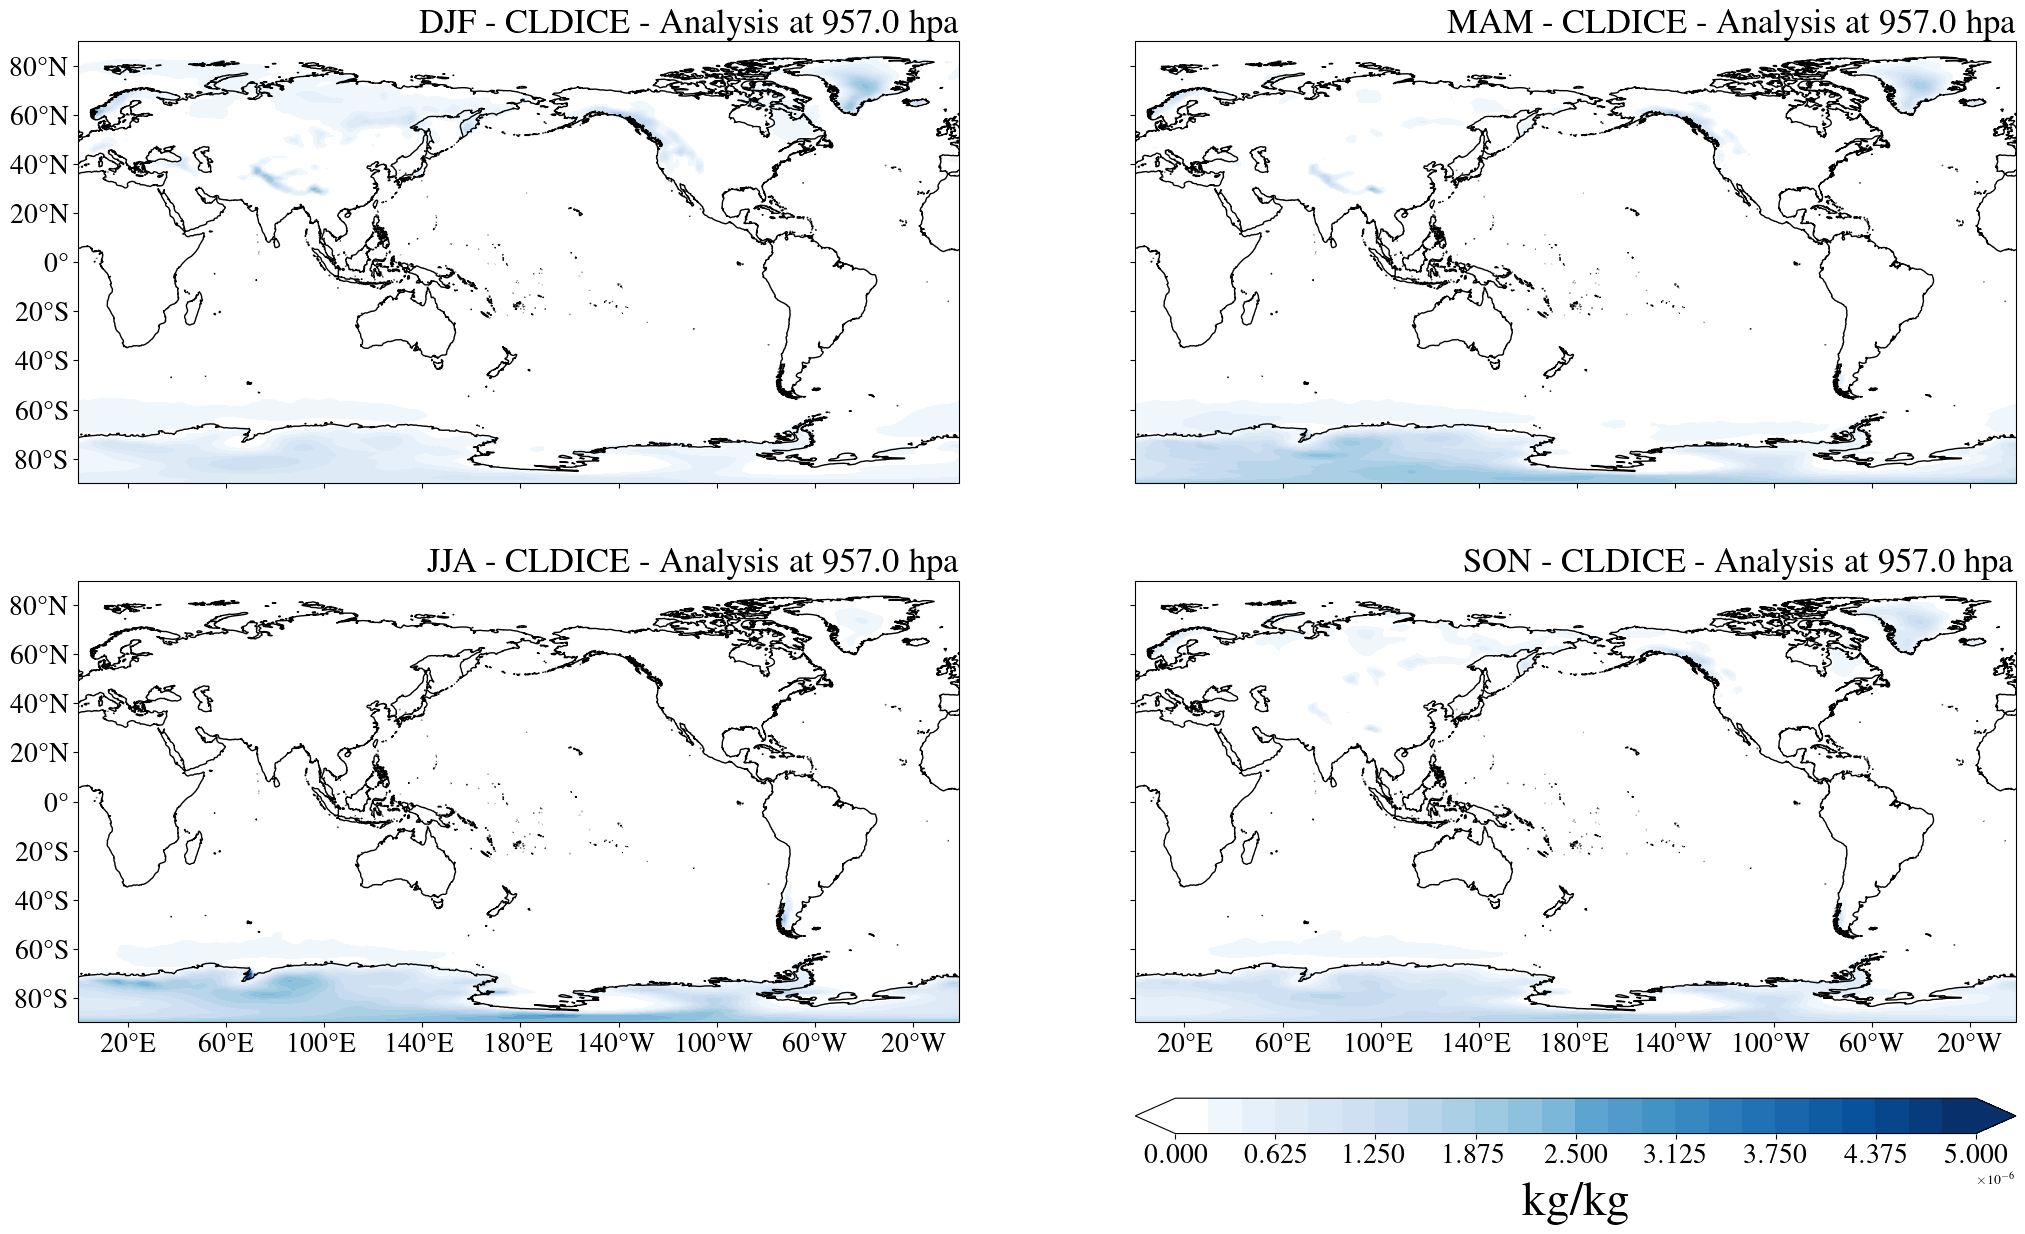 DJF - CLDICE - Analysis at 957.0 hpa
MAM - CLDICE - Analysis at 957.0 hpa
80°N
60°N
40°N
20°N
0°
20°S
40°S
60°S
80°S
JJA - CLDICE - Analysis at 957.0 hpa
SON - CLDICE - Analysis at 957.0 hpa
80°N
60°N
40°N
20°N
0°
20°S
40°S
60°S
80°S
20°E 60°E 100°E 140°E 180°E 140°W 100°W 60°W 20°W
20°E 60°E 100°E 140°E 180°E 140°W 100°W 60°W 20°W
0.000 0.625 1.250 1.875 2.500 3.125 3.750 4.375 5.000
×10⁻⁶
kg/kg